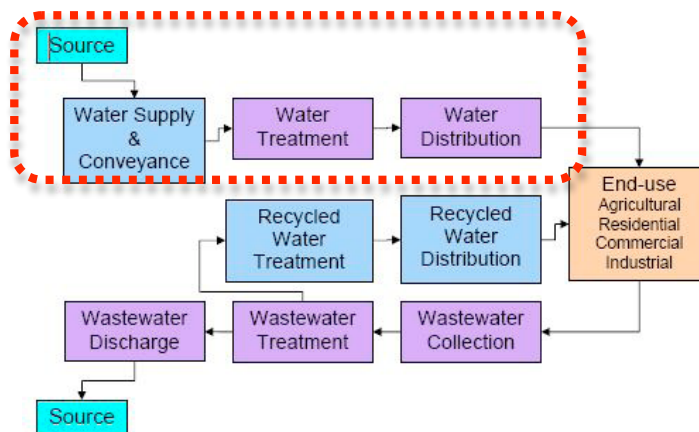 Source
Water Supply
&
Conveyance
Water
Treatment
Water
Distribution
End-use
Agricultural
Residential
Commercial
Industrial
Recycled
Water
Treatment
Recycled
Water
Distribution
Wastewater
Discharge
Wastewater
Treatment
Wastewater
Collection
Source